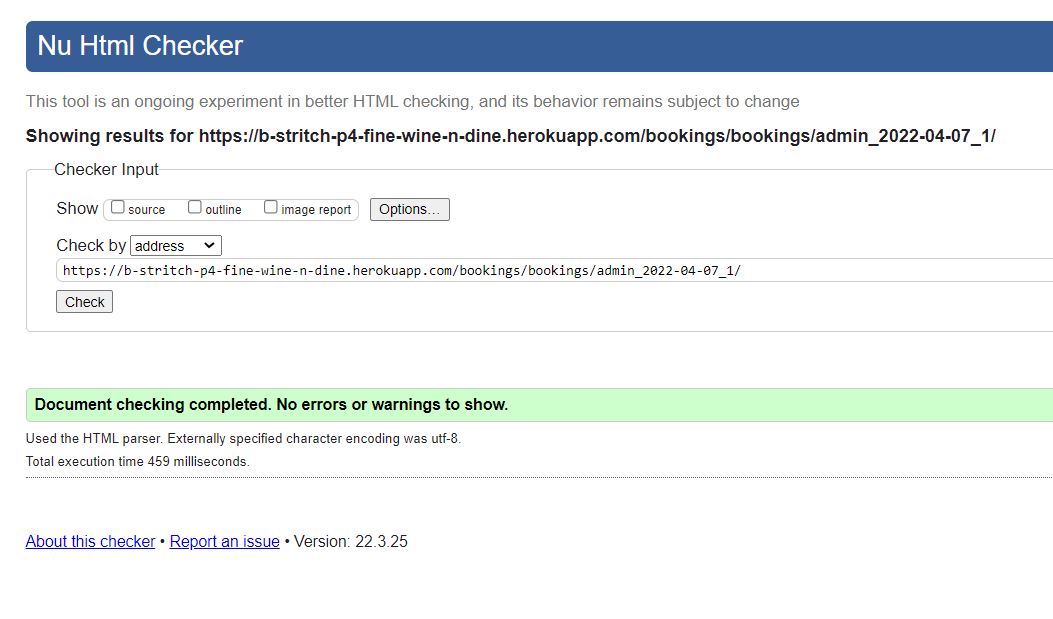 Nu Html Checker
This tool is an ongoing experiment in better HTML checking, and its behavior remains subject to change
Showing results for https://b-stritch-p4-fine-wine-n-dine.herokuapp.com/bookings/bookings/admin_2022-04-07_1/
Checker Input
Show source outline image report Options...
Check by address
https://b-stritch-p4-fine-wine-n-dine.herokuapp.com/bookings/bookings/admin_2022-04-07_1/
Check
Document checking completed. No errors or warnings to show.
Used the HTML parser. Externally specified character encoding was utf-8.
Total execution time 459 milliseconds.
About this checker • Report an issue • Version: 22.3.25